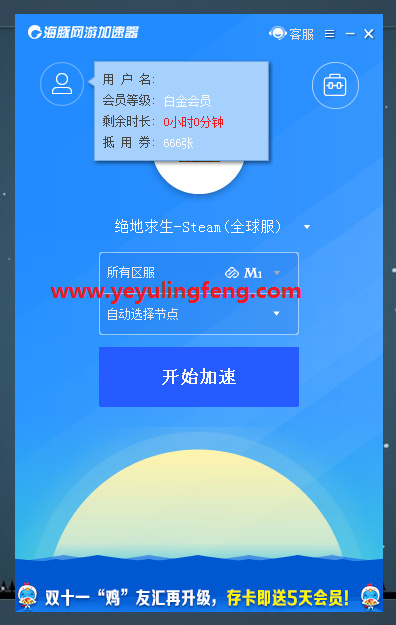 海豚网游加速器
客服
用 户 名:
会员等级: 白金会员
剩余时长: 0小时0分钟
抵 用 券: 666张
绝地求生-Steam(全球服)
所有区服 M1
www.yeyulingfeng.com
自动选择节点
开始加速
双十一“鸡”友汇再升级，存卡即送5天会员！